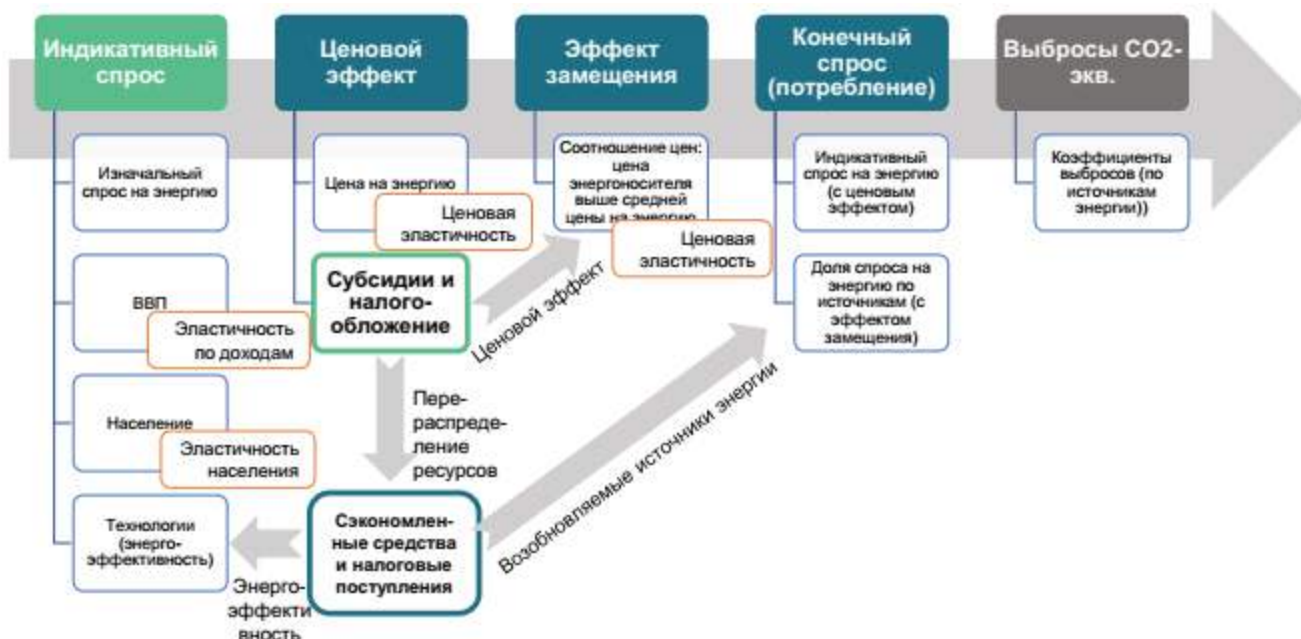 Индикативный
спрос
Ценовой
эффект
Эффект
замещения
Конечный
спрос
(потребление)
Выбросы СО2-
экв.
Изначальный
спрос на энергию
ВВП
Эластичность
по доходам
Население
Эластичность
населения
Технологии
(энерго-
эффективность)
Цена на энергию
Ценовая
эластичность
Субсидии и
налого-
обложение
Ценовой эффект
Пере-
распреде-
ление
ресурсов
Сэкономлен-
ные средства
и налоговые
поступления
Энерго-
эффекти
вность
Возобновляемые источники энергии
Соотношение цен:
цена
энергоносителя
выше средней
цены на энергию
Ценовая
эластичность
Индикативный
спрос на энергию
(с ценовым
эффектом)
Доля спроса на
энергию по
источникам (с
эффектом
замещения)
Коэффициенты
выбросов (по
источникам
энергии))